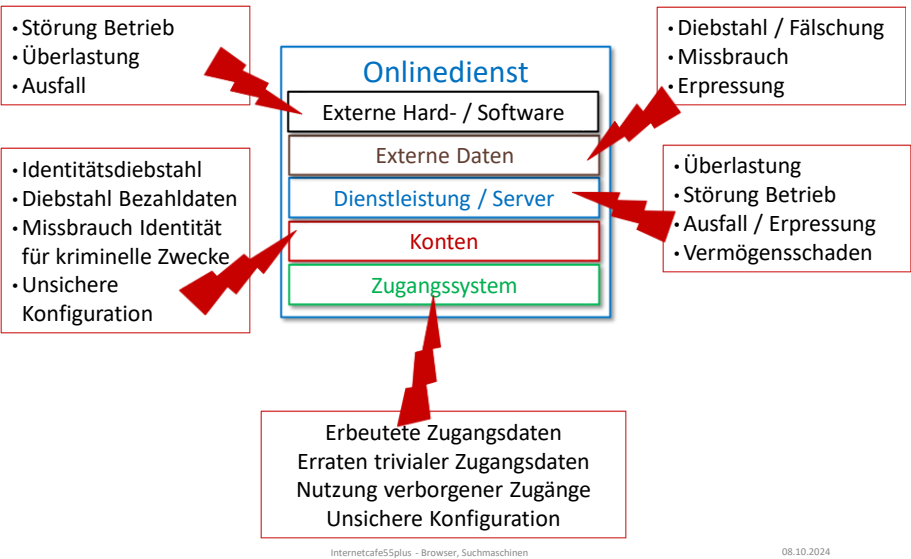 • Störung Betrieb
• Überlastung
• Ausfall
• Diebstahl / Fälschung
• Missbrauch
• Erpressung
Onlinedienst
Externe Hard- / Software
Externe Daten
Dienstleistung / Server
Konten
Zugangssystem
• Identitätsdiebstahl
• Diebstahl Bezahldaten
• Missbrauch Identität
für kriminelle Zwecke
• Unsichere
Konfiguration
• Überlastung
• Störung Betrieb
• Ausfall / Erpressung
• Vermögensschaden
Erbeutete Zugangsdaten
Erraten trivialer Zugangsdaten
Nutzung verborgener Zugänge
Unsichere Konfiguration
Internetcafe55plus - Browser, Suchmaschinen
08.10.2024